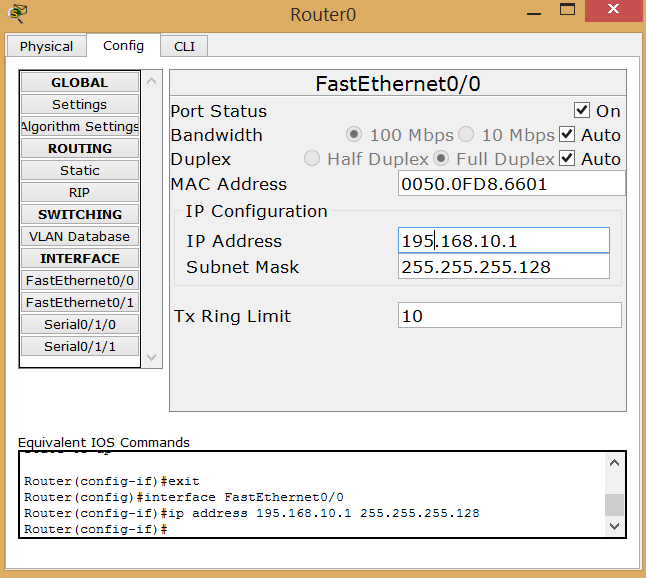 Router0
Physical
Config
CLI
GLOBAL
Settings
Algorithm Settings
ROUTING
Static
RIP
SWITCHING
VLAN Database
INTERFACE
FastEthernet0/0
FastEthernet0/1
Serial0/1/0
Serial0/1/1
FastEthernet0/0
Port Status On
Bandwidth 100 Mbps 10 Mbps Auto
Duplex Half Duplex Full Duplex Auto
MAC Address 0050.0FD8.6601
IP Configuration
IP Address 195.168.10.1
Subnet Mask 255.255.255.128
Tx Ring Limit 10
Equivalent IOS Commands
Router(config-if)#exit
Router(config)#interface FastEthernet0/0
Router(config-if)#ip address 195.168.10.1 255.255.255.128
Router(config-if)#